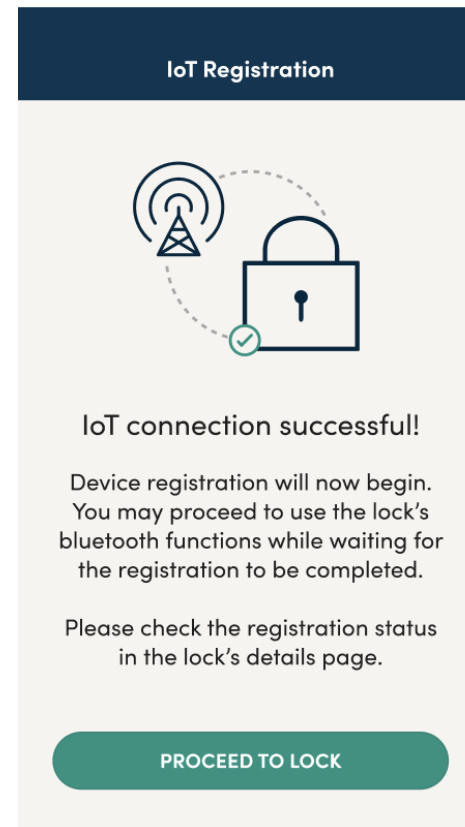 IoT Registration
IoT connection successful!
Device registration will now begin.
You may proceed to use the lock’s
bluetooth functions while waiting for
the registration to be completed.
Please check the registration status
in the lock’s details page.
PROCEED TO LOCK